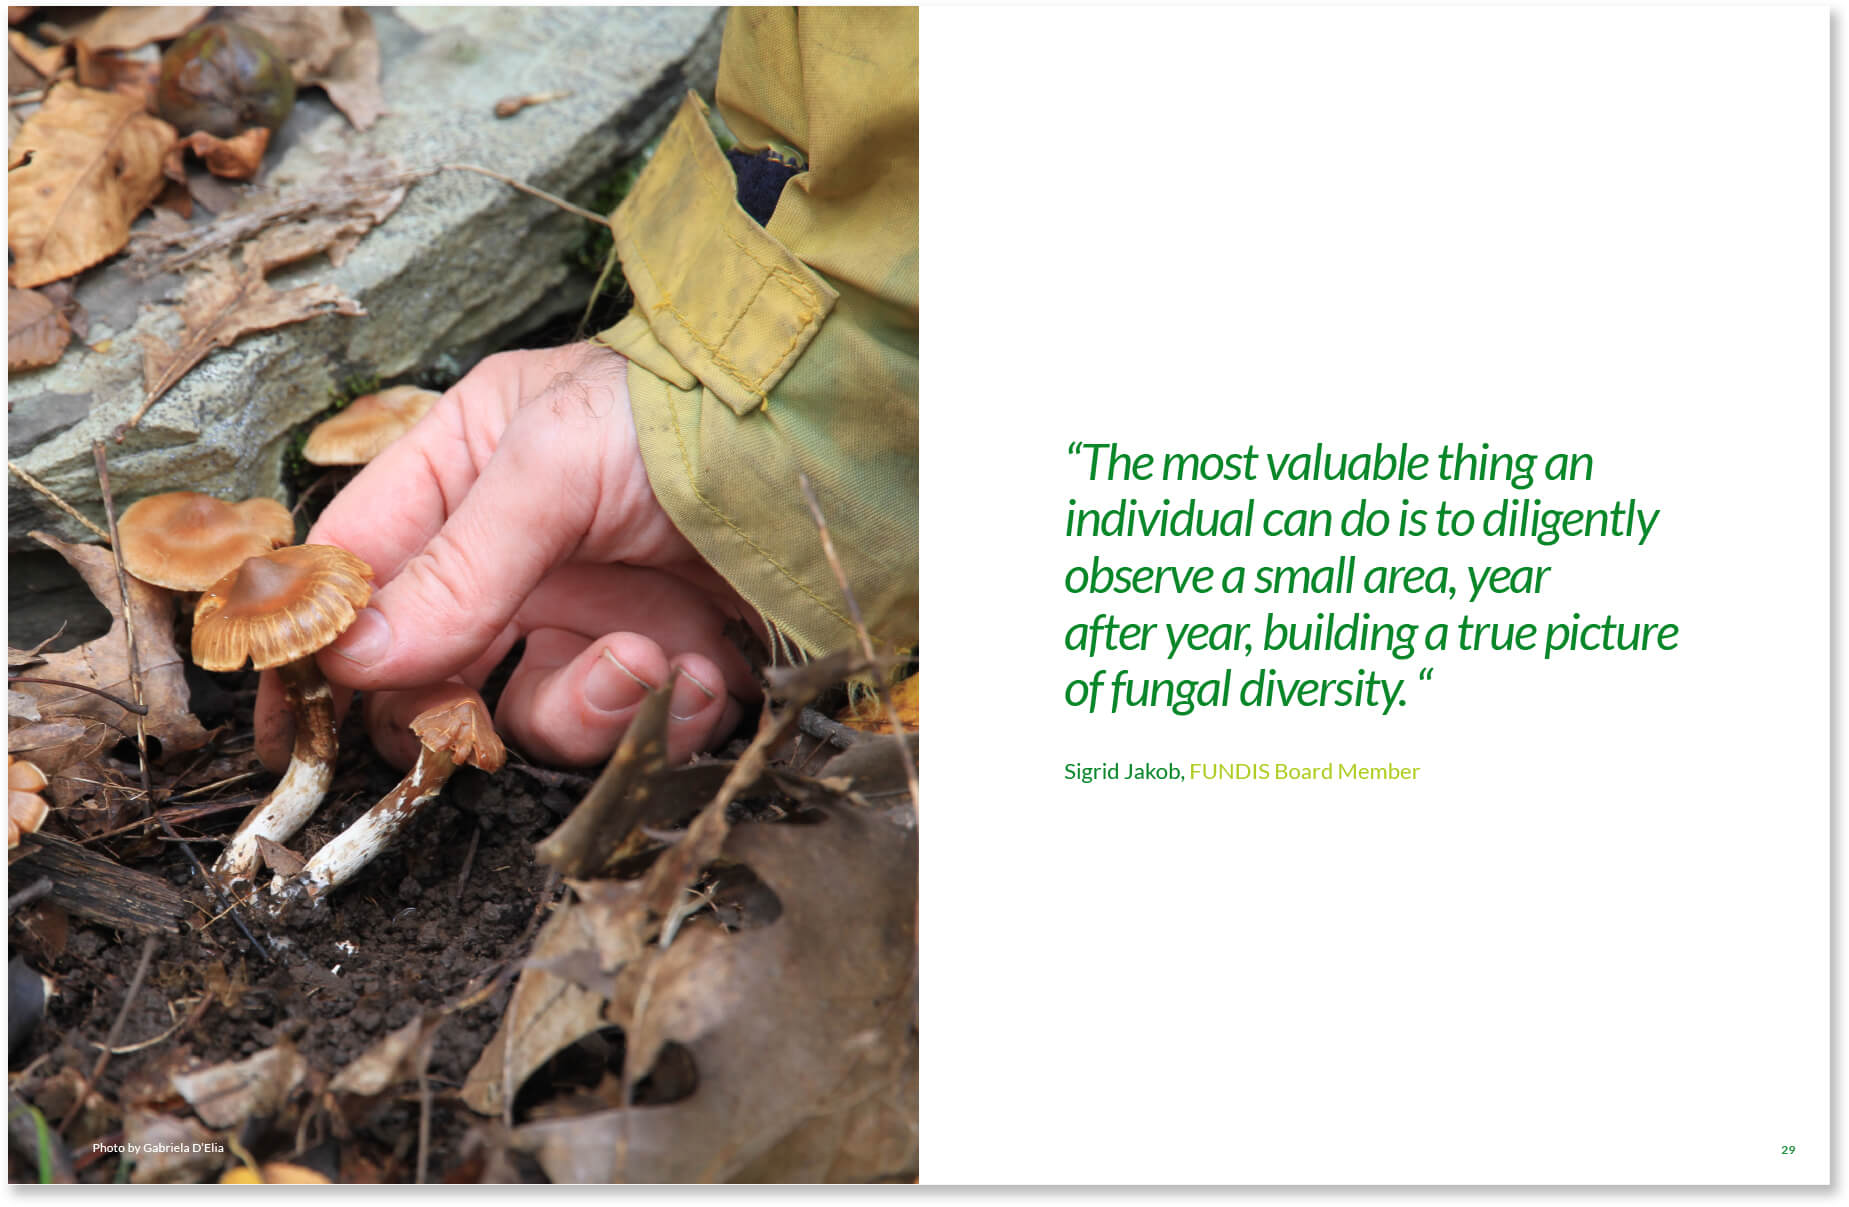 “The most valuable thing an
individual can do is to diligently
observe a small area, year
after year, building a true picture
of fungal diversity. “
Sigrid Jakob, FUNDIS Board Member
Photo by Gabriela D'Elia
29